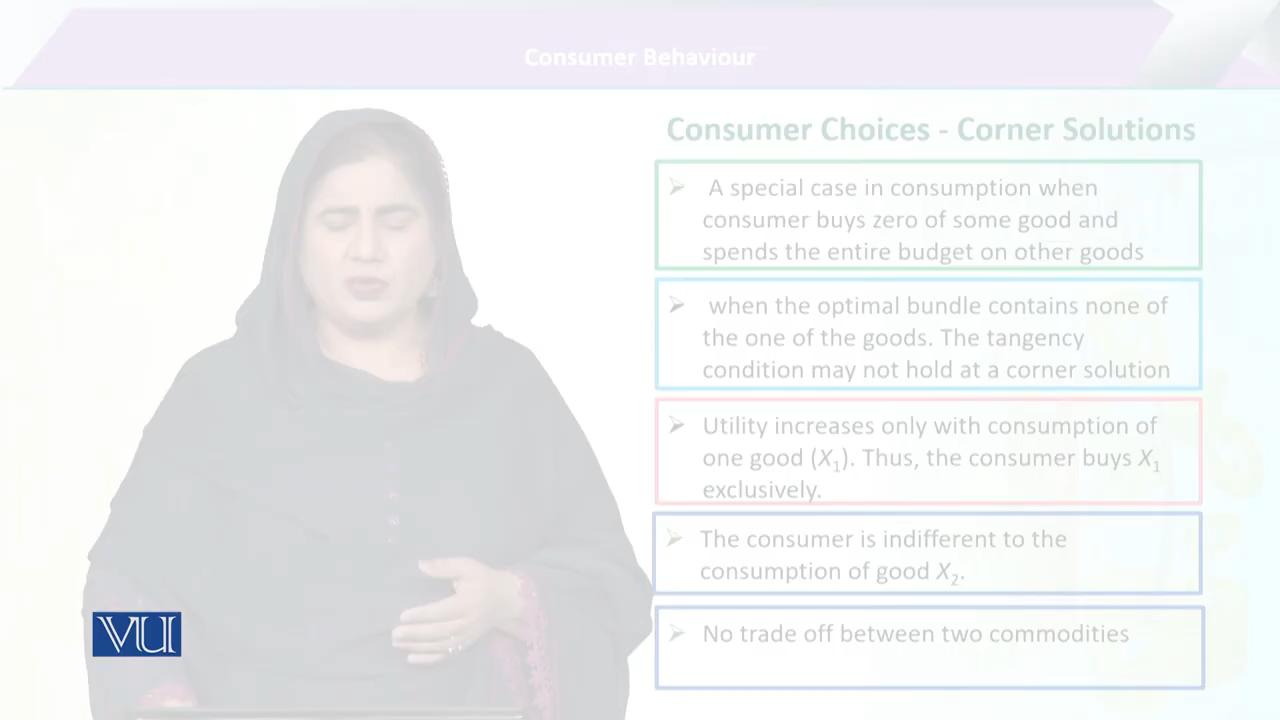 Consumer Behaviour
Consumer Choices - Corner Solutions
➢ A special case in consumption when
consumer buys zero of some good and
spends the entire budget on other goods
➢ when the optimal bundle contains none of
the one of the goods. The tangency
condition may not hold at a corner solution
➢ Utility increases only with consumption of
one good (X₁). Thus, the consumer buys X₁
exclusively.
➢ The consumer is indifferent to the
consumption of good X₂.
➢ No trade off between two commodities
VU